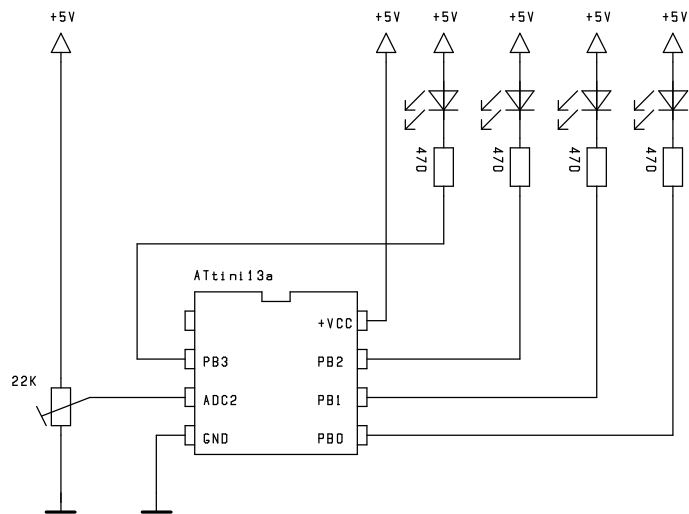 +5V
+5V
+5V
+5V
+5V
+5V
470
470
470
470
ATtini13a
+VCC
PB3
PB2
22K
ADC2
PB1
GND
PB0